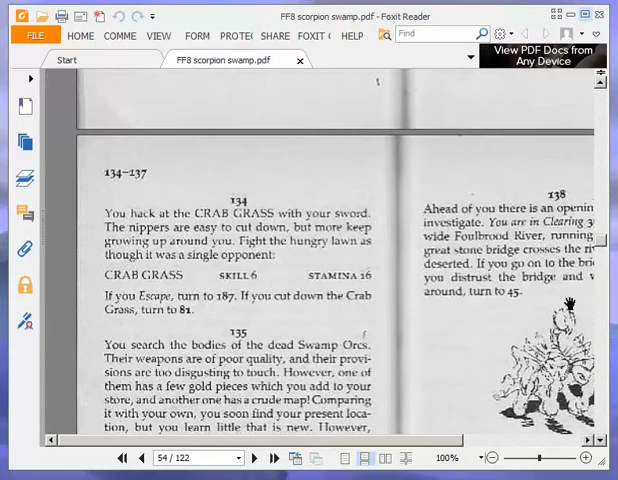 FF8 scorpion swamp.pdf - Foxit Reader
FILE HOME COMMEN VIEW FORM PROTEC SHARE FOXIT C Find
Start FF8 scorpion swamp.pdf
View PDF Docs from
Any Device
134–137
134
You hack at the CRAB GRASS with your sword.
The nippers are easy to cut down, but more keep
growing up around you. Fight the hungry lawn as
though it was a single opponent:
CRAB GRASS SKILL 6 STAMINA 16
If you Escape, turn to 187. If you cut down the Crab
Grass, turn to 81.
135
You search the bodies of the dead Swamp Orcs.
Their weapons are of poor quality, and their provi-
sions are too disgusting to touch. However, one of
them has a few gold pieces which you add to your
store, and another one has a crude map! Comparing
it with your own, you soon find your present loca-
tion, but you learn little that is new. However,
138
Ahead of you there is an openin
investigate. You are in Clearing 3
wide Foulbrood River, running
great stone bridge crosses the ri
deserted. If you go on to the bri
you distrust the bridge and w
around, turn to 45.
54 / 122
100%